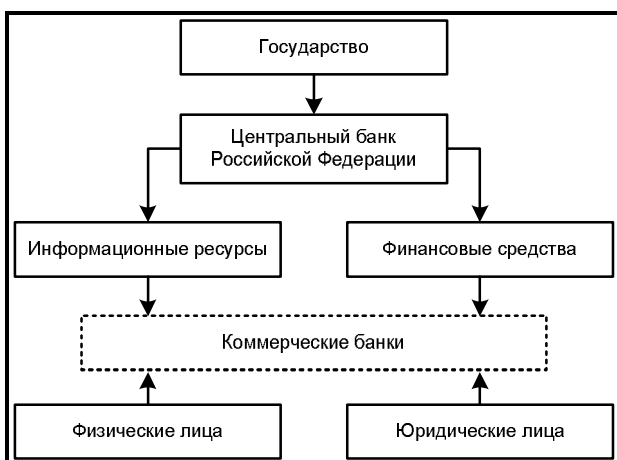 Государство
Центральный банк
Российской Федерации
Информационные ресурсы
Финансовые средства
Коммерческие банки
Физические лица
Юридические лица